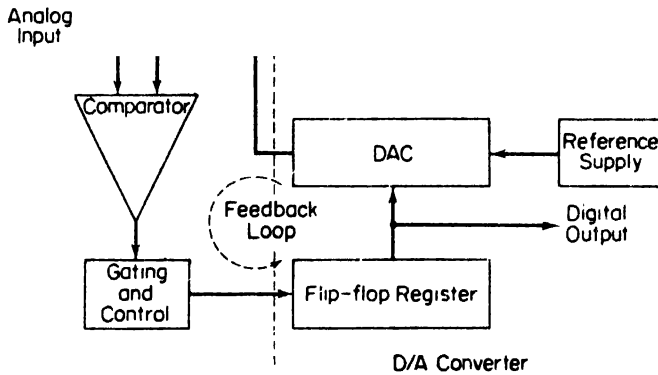 Analog
Input
Comparator
DAC
Reference
Supply
Feedback
Loop
Digital
Output
Gating
and
Control
Flip-flop Register
D/A Converter